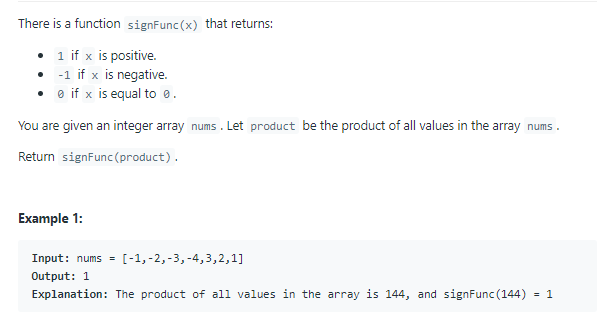 There is a function signFunc(x) that returns:
• 1 if x is positive.
• -1 if x is negative.
• 0 if x is equal to 0.
You are given an integer array nums. Let product be the product of all values in the array nums.
Return signFunc(product).
Example 1:
Input: nums = [-1,-2,-3,-4,3,2,1]
Output: 1
Explanation: The product of all values in the array is 144, and signFunc(144) = 1